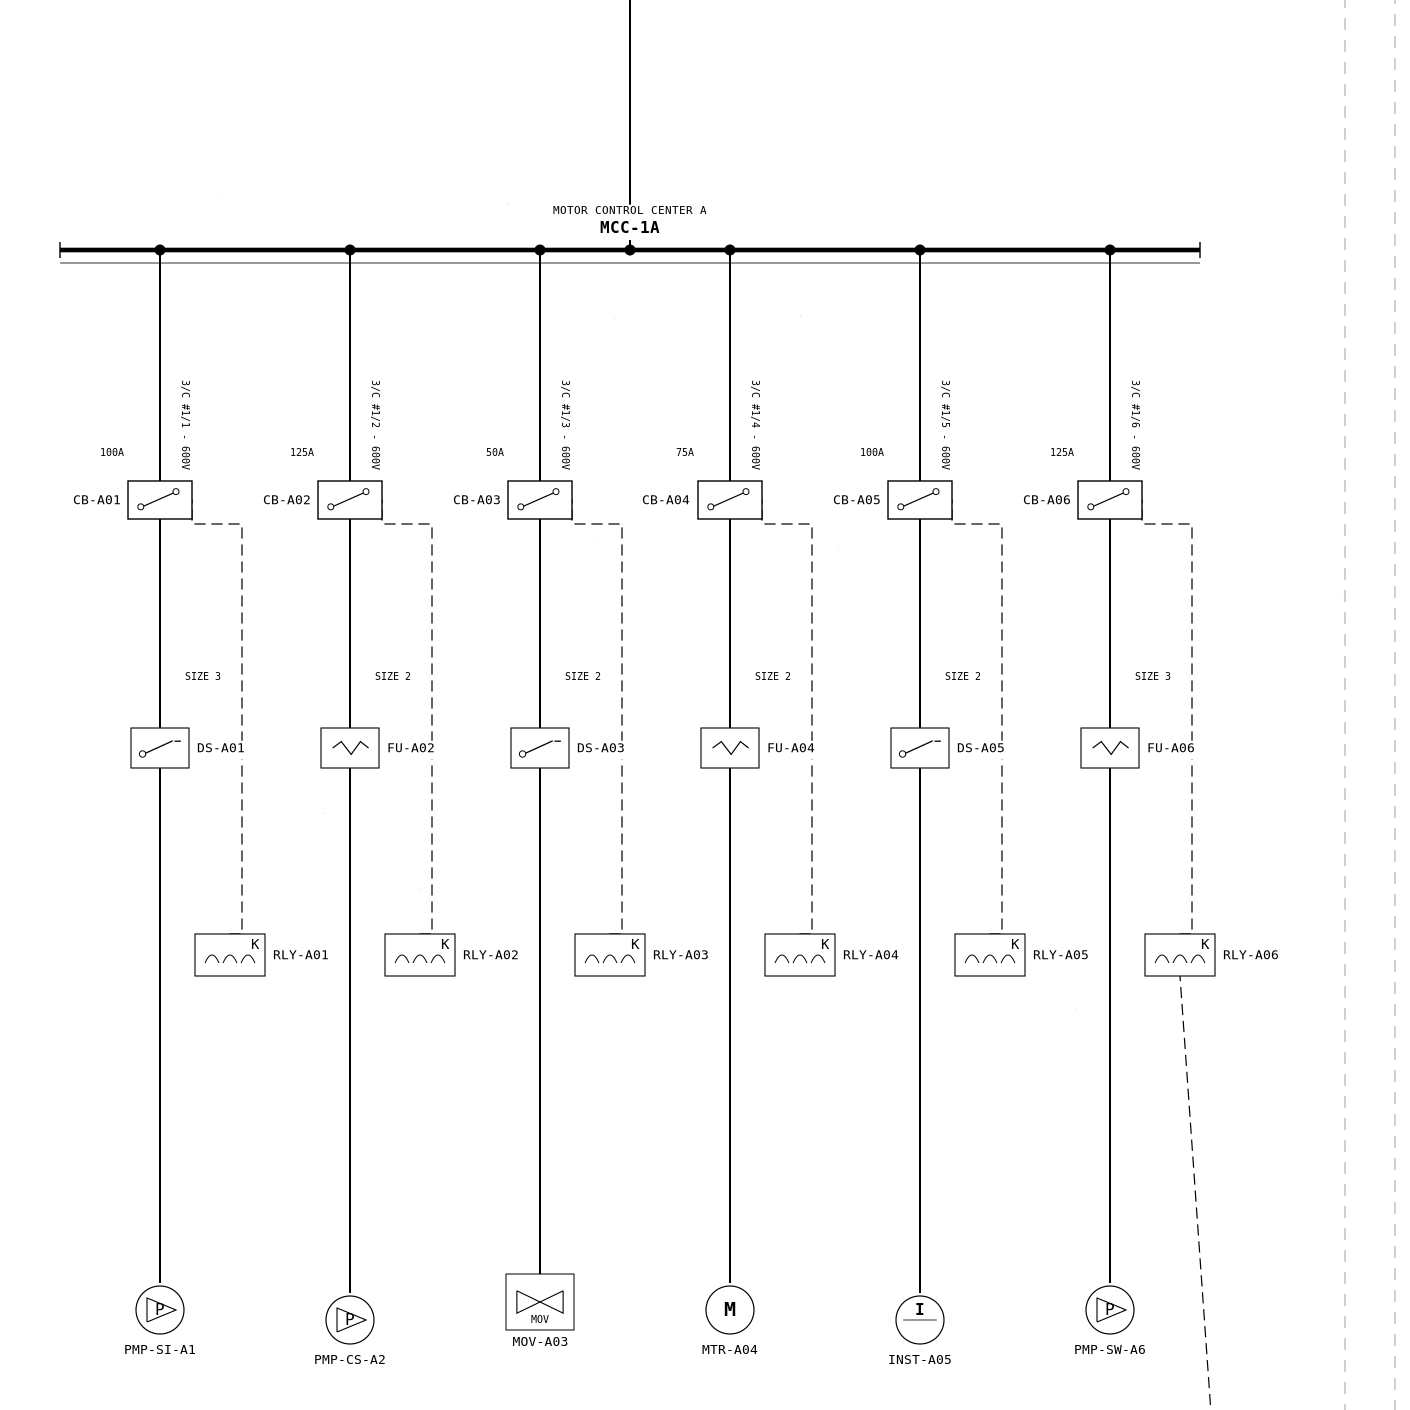 MOTOR CONTROL CENTER A
MCC-1A
3/C #1/1 - 600V
3/C #1/2 - 600V
3/C #1/3 - 600V
3/C #1/4 - 600V
3/C #1/5 - 600V
3/C #1/6 - 600V
100A
125A
50A
75A
100A
125A
CB-A01
CB-A02
CB-A03
CB-A04
CB-A05
CB-A06
SIZE 3
SIZE 2
SIZE 2
SIZE 2
SIZE 2
SIZE 3
DS-A01
FU-A02
DS-A03
FU-A04
DS-A05
FU-A06
K
K
K
K
K
K
RLY-A01
RLY-A02
RLY-A03
RLY-A04
RLY-A05
RLY-A06
P
P
MOV
M
I
P
PMP-SI-A1
PMP-CS-A2
MOV-A03
MTR-A04
INST-A05
PMP-SW-A6